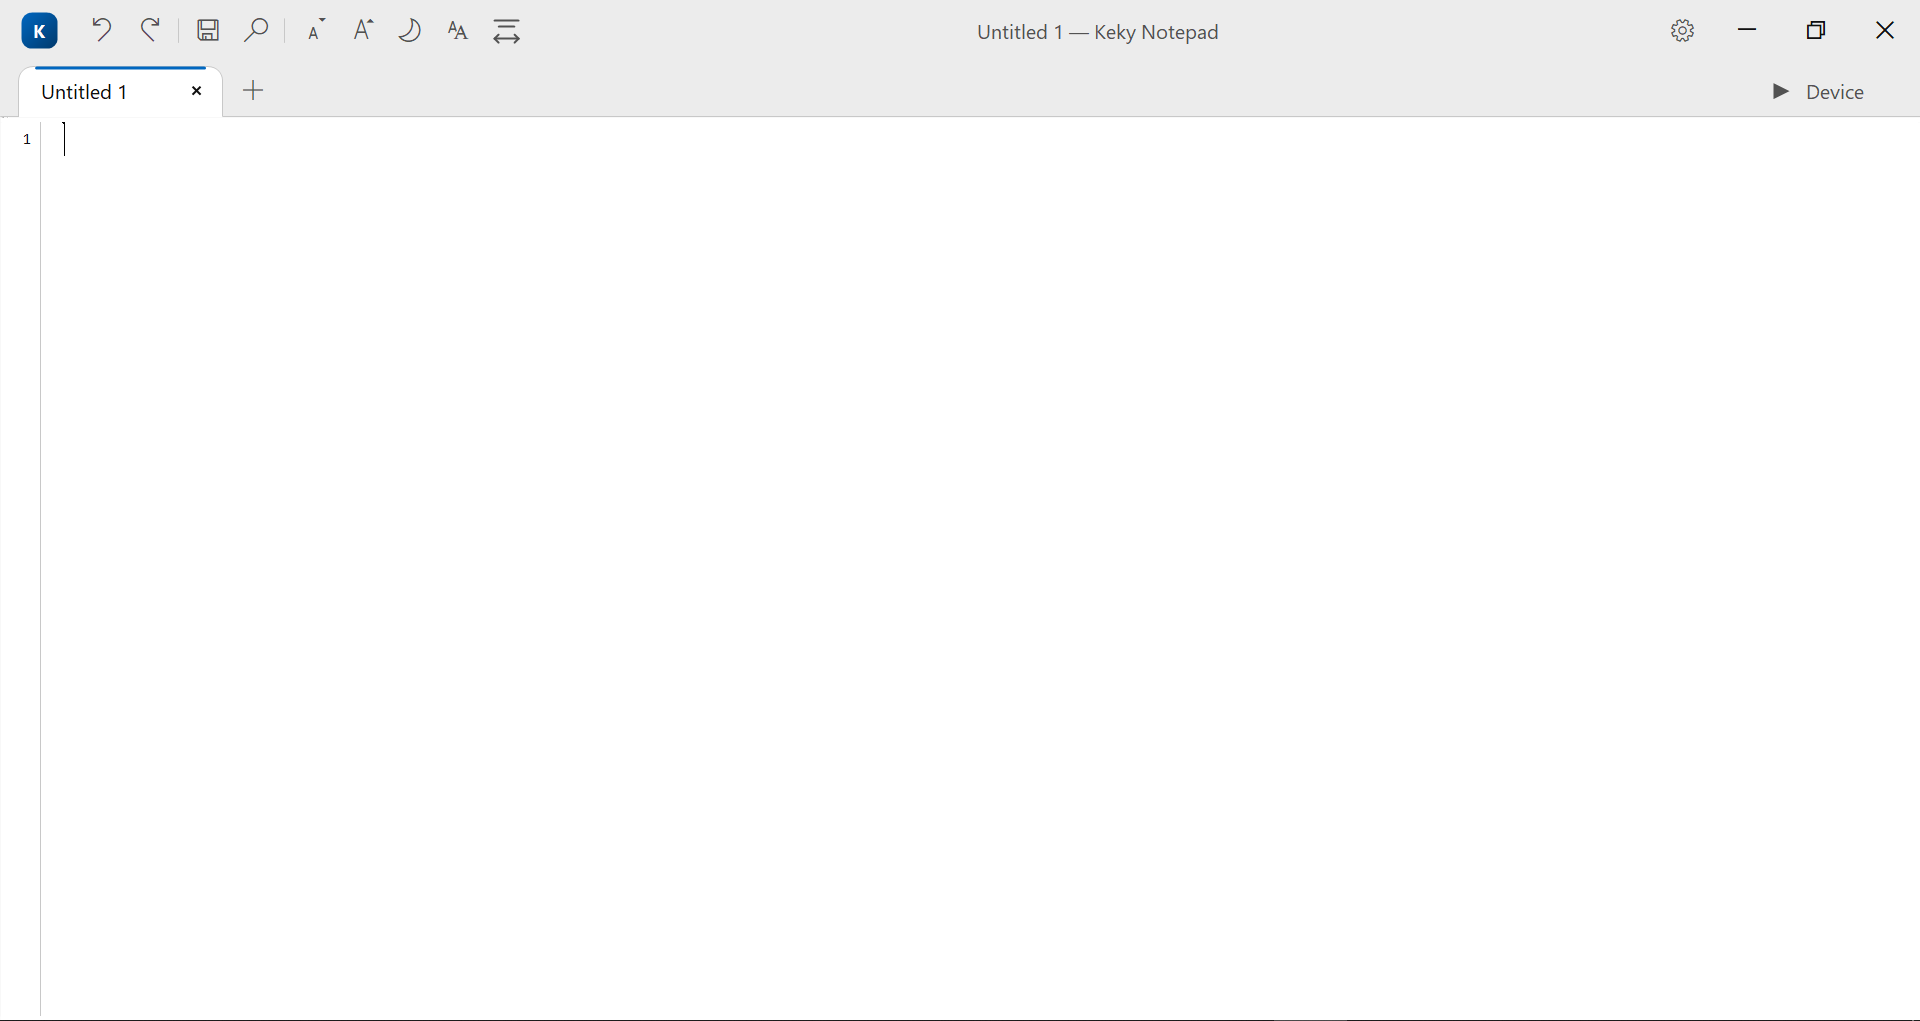 K
Untitled 1 — Keky Notepad
Untitled 1
Device
1